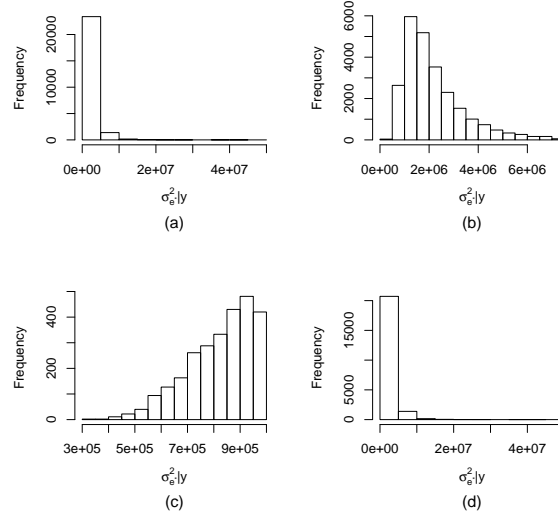 Frequency
0 10000 20000
0e+00 2e+07 4e+07
σ²ₑ·|y
(a)
Frequency
0 2000 4000 6000
0e+00 2e+06 4e+06 6e+06
σ²ₑ·|y
(b)
Frequency
0 200 400
3e+05 5e+05 7e+05 9e+05
σ²ₑ·|y
(c)
Frequency
0 5000 15000
0e+00 2e+07 4e+07
σ²ₑ·|y
(d)